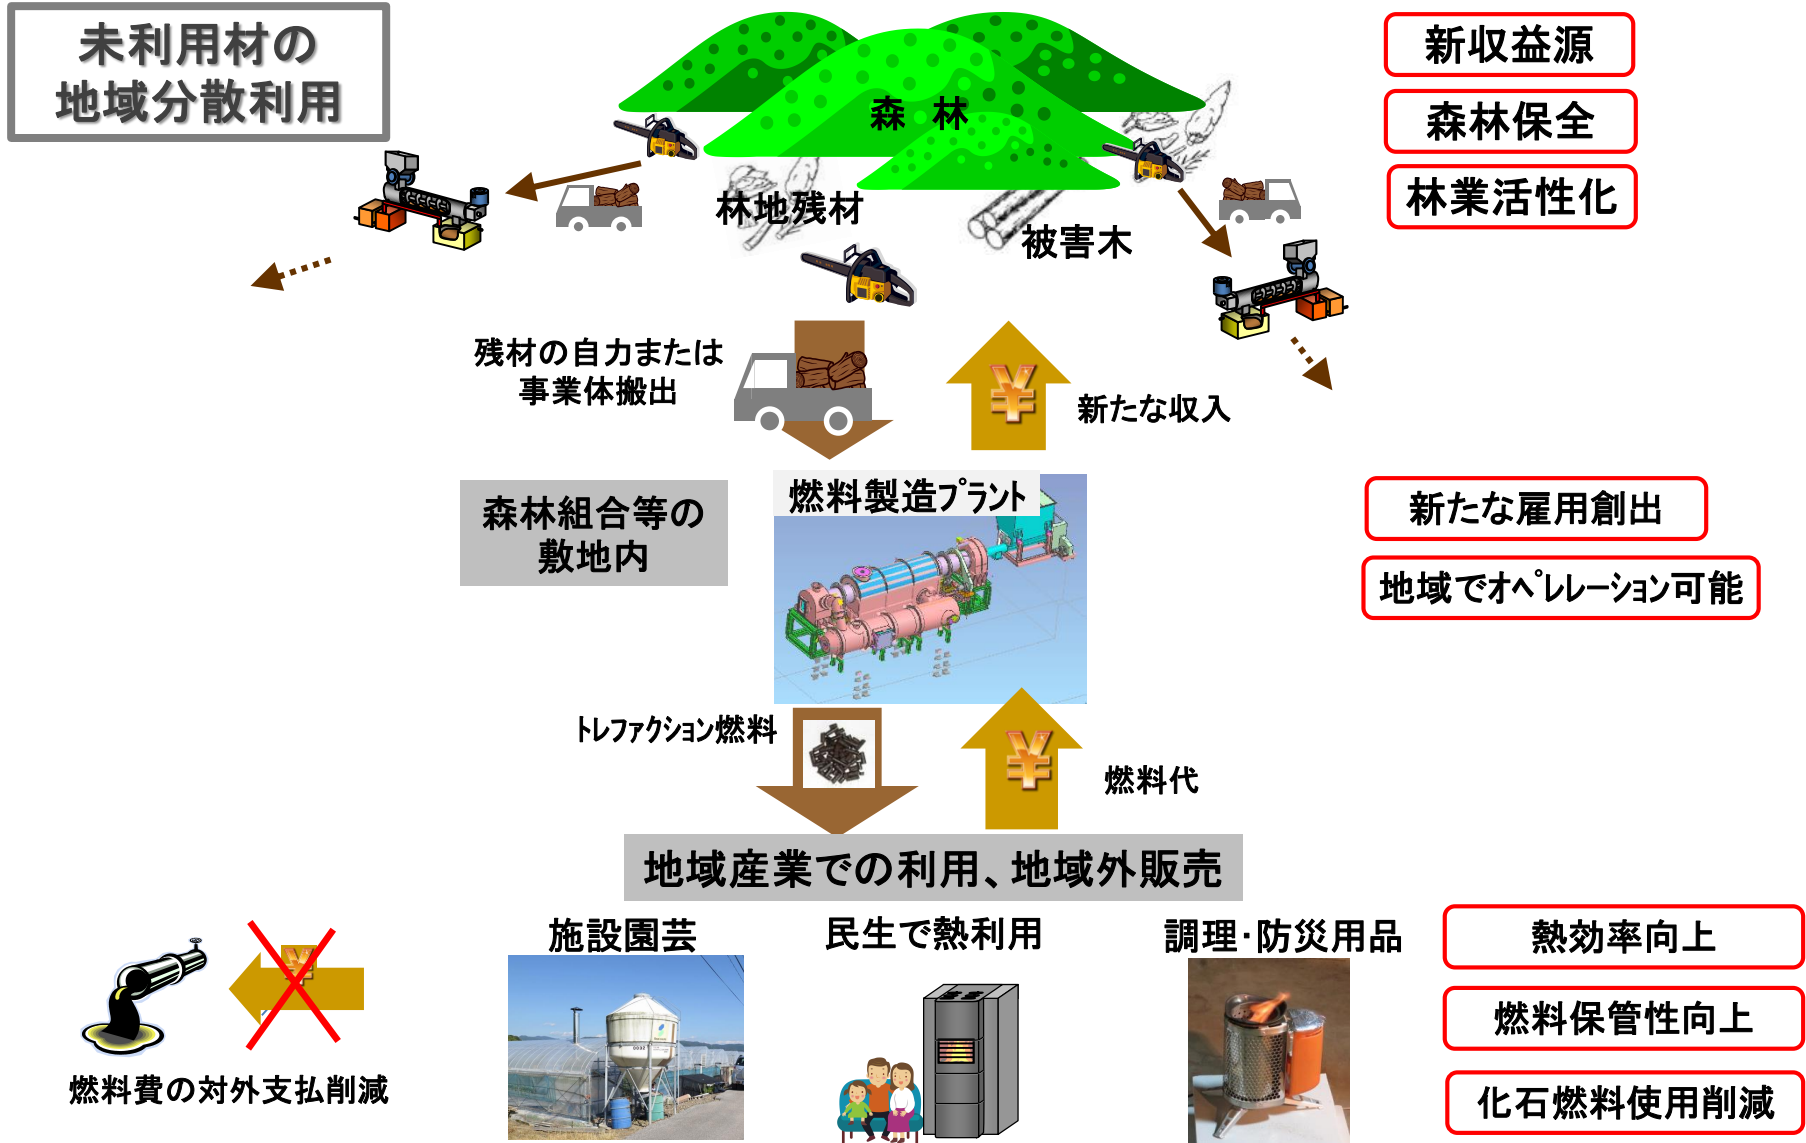 未利用材の
地域分散利用
森 林
林地残材
被害木
新収益源
森林保全
林業活性化
残材の自力または
事業体搬出
¥
新たな収入
森林組合等の
敷地内
燃料製造プラント
新たな雇用創出
地域でオペレレーション可能
トレファクション燃料
¥
燃料代
地域産業での利用、地域外販売
¥
燃料費の対外支払削減
施設園芸
民生で熱利用
調理・防災用品
熱効率向上
燃料保管性向上
化石燃料使用削減